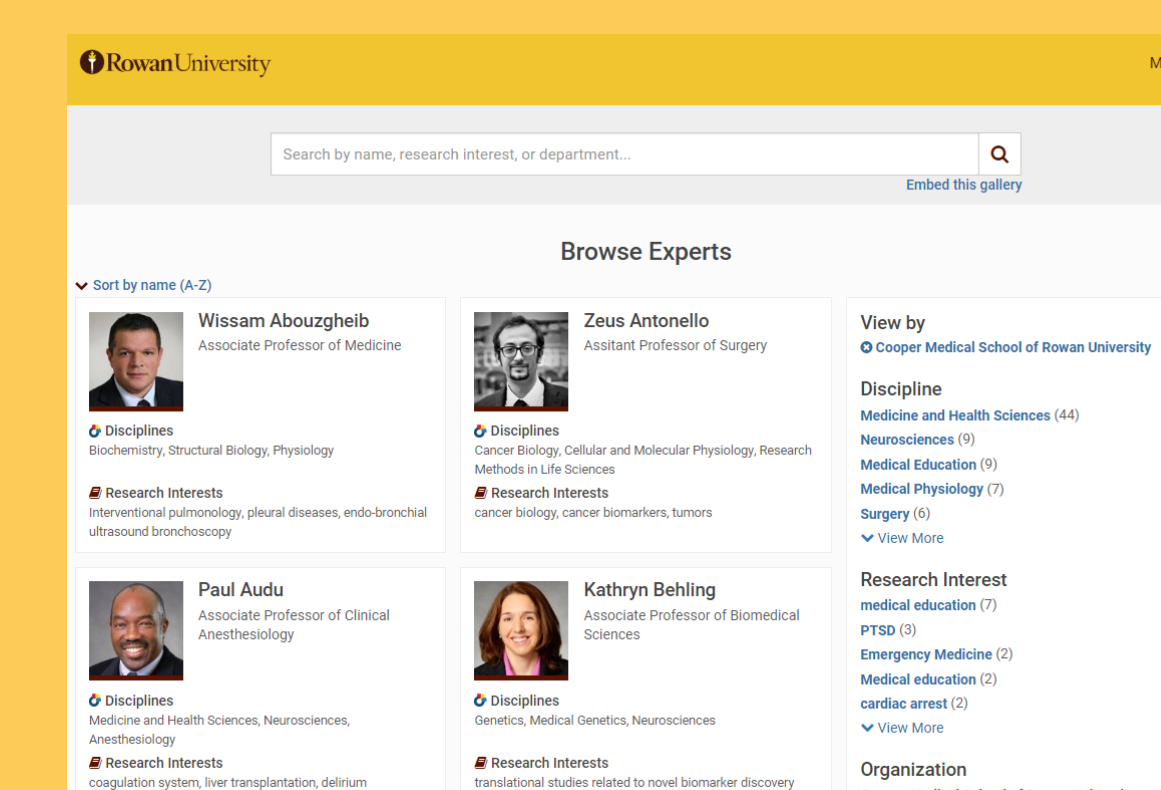 Rowan University
M
Search by name, research interest, or department...
Embed this gallery
Browse Experts
Sort by name (A-Z)
Wissam Abouzgheib
Associate Professor of Medicine
Disciplines
Biochemistry, Structural Biology, Physiology
Research Interests
Interventional pulmonology, pleural diseases, endo-bronchial
ultrasound bronchoscopy
Zeus Antonello
Assitant Professor of Surgery
Disciplines
Cancer Biology, Cellular and Molecular Physiology, Research
Methods in Life Sciences
Research Interests
cancer biology, cancer biomarkers, tumors
Paul Audu
Associate Professor of Clinical
Anesthesiology
Disciplines
Medicine and Health Sciences, Neurosciences,
Anesthesiology
Research Interests
coagulation system, liver transplantation, delirium
Kathryn Behling
Associate Professor of Biomedical
Sciences
Disciplines
Genetics, Medical Genetics, Neurosciences
Research Interests
translational studies related to novel biomarker discovery
View by
Cooper Medical School of Rowan University
Discipline
Medicine and Health Sciences (44)
Neurosciences (9)
Medical Education (9)
Medical Physiology (7)
Surgery (6)
View More
Research Interest
medical education (7)
PTSD (3)
Emergency Medicine (2)
Medical education (2)
cardiac arrest (2)
View More
Organization